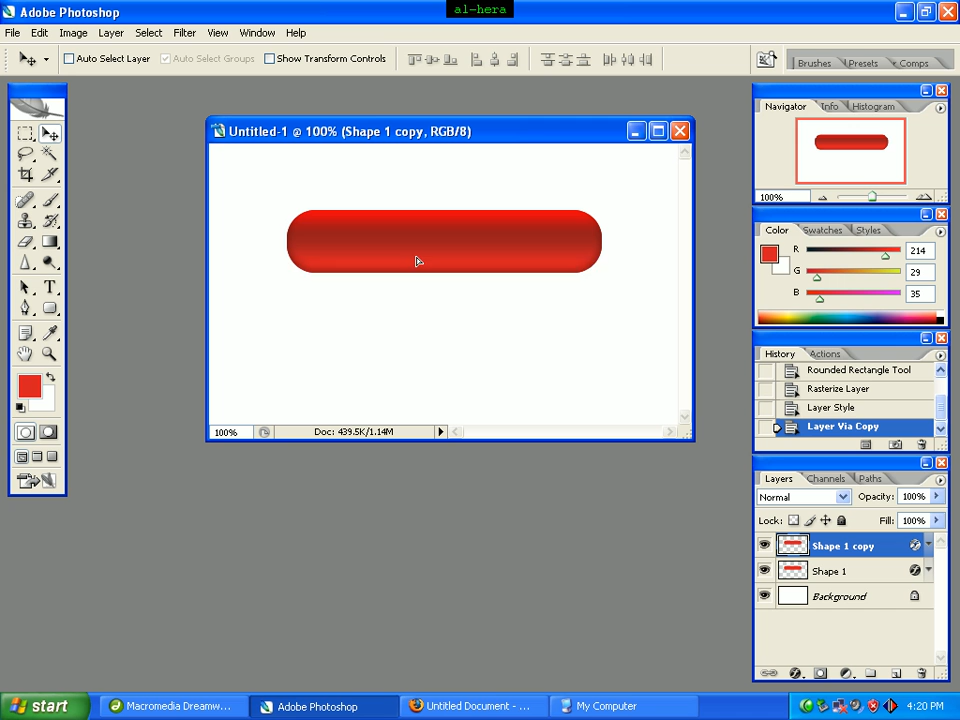 Adobe Photoshop
al-hera
File Edit Image Layer Select Filter View Window Help
Auto Select Layer Auto Select Groups Show Transform Controls
Brushes Presets Comps
Untitled-1 @ 100% (Shape 1 copy, RGB/8)
100% Doc: 439.5K/1.14M
Navigator Info Histogram
100%
Color Swatches Styles
R 214
G 29
B 35
History Actions
Rounded Rectangle Tool
Rasterize Layer
Layer Style
Layer Via Copy
Layers Channels Paths
Normal Opacity: 100%
Lock: Fill: 100%
Shape 1 copy
Shape 1
Background
start Macromedia Dreamw... Adobe Photoshop Untitled Document - ... My Computer 4:20 PM